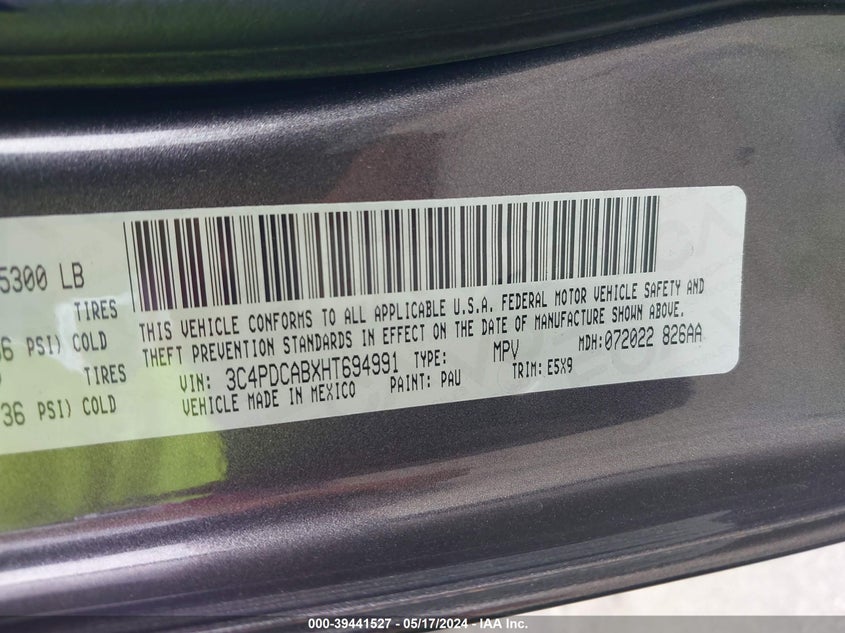 5300 LB
TIRES
PSI) COLD
36 PSI) COLD
THIS VEHICLE CONFORMS TO ALL APPLICABLE U.S.A. FEDERAL MOTOR VEHICLE SAFETY AND
THEFT PREVENTION STANDARDS IN EFFECT ON THE DATE OF MANUFACTURE SHOWN ABOVE.
VIN: 3C4PDCABXHT694991 TYPE: MPV MDH: 072022 826AA
VEHICLE MADE IN MEXICO PAINT: PAU TRIM: E5X9
000-39441527 - 05/17/2024 - IAA Inc.